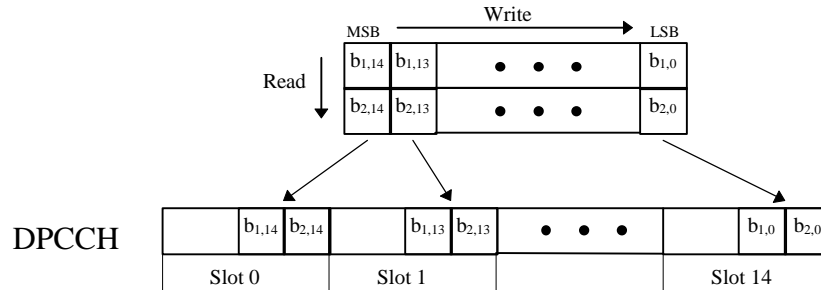 Write
MSB LSB
b1,14 b1,13 b1,0
Read
b2,14 b2,13 b2,0
DPCCH b1,14 b2,14 b1,13 b2,13 b1,0 b2,0
Slot 0 Slot 1 Slot 14